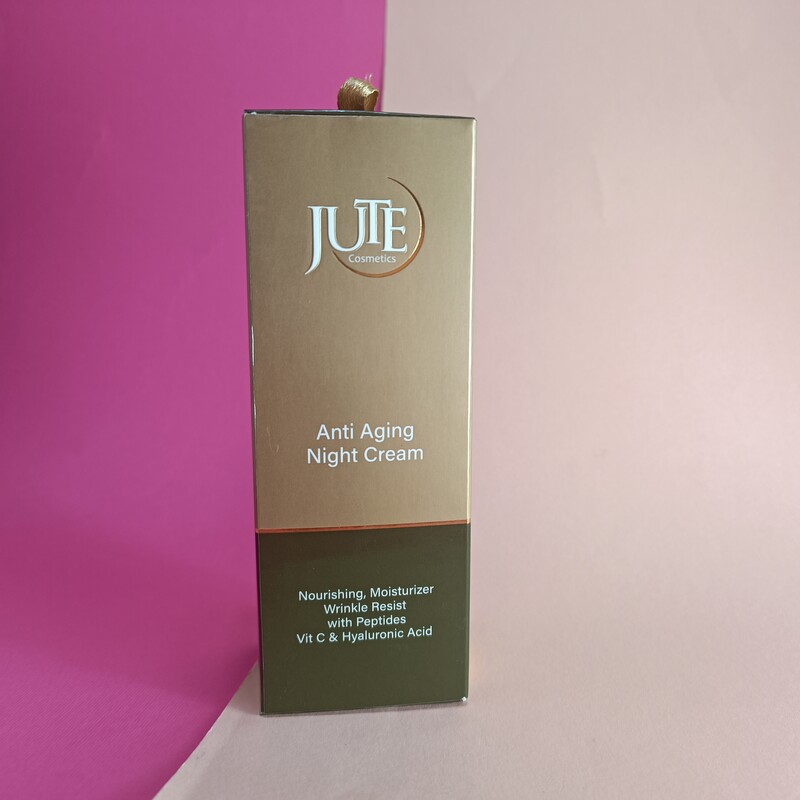 JUTE
Cosmetics
Anti Aging
Night Cream
Nourishing, Moisturizer
Wrinkle Resist
with Peptides
Vit C & Hyaluronic Acid